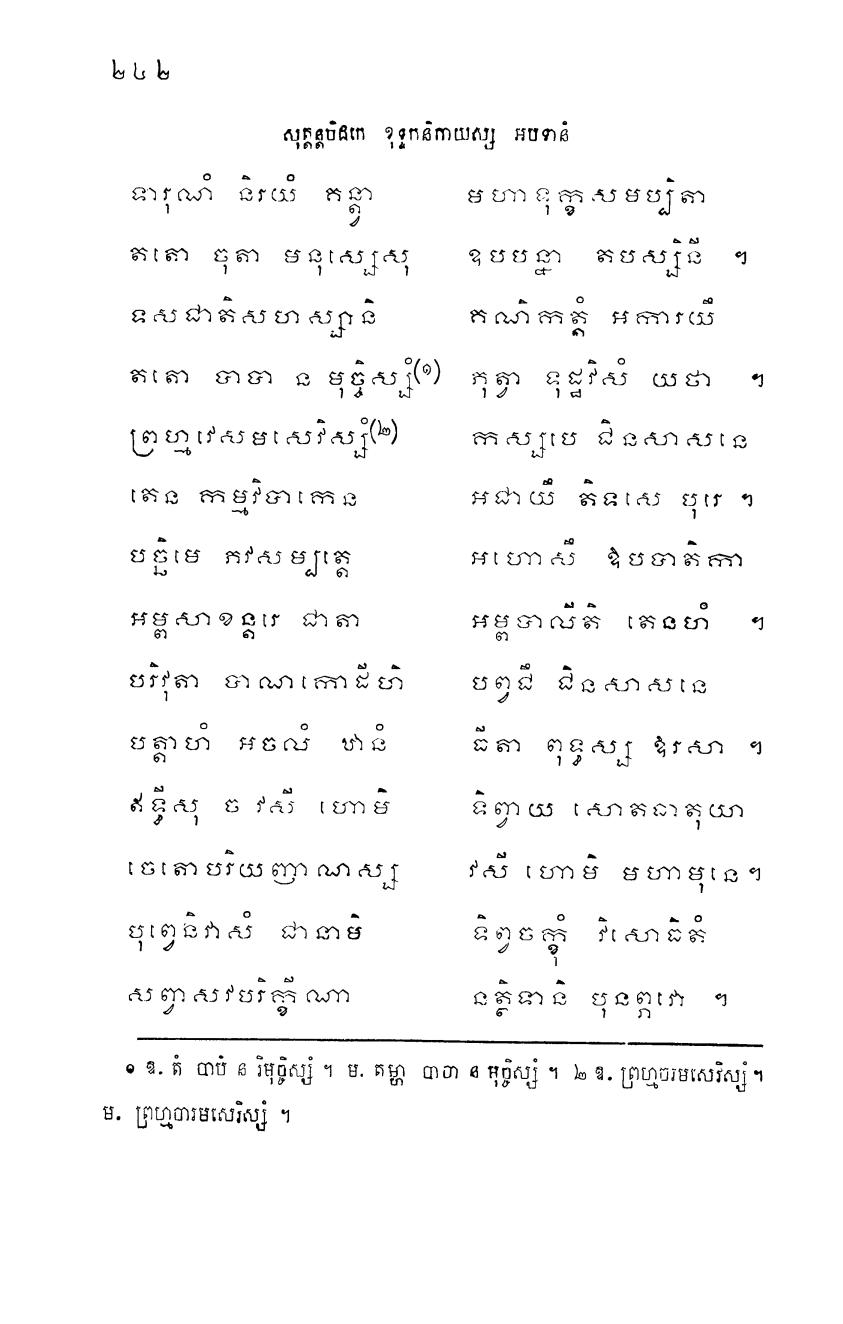 ២៤២
សុត្តន្តបិដកេ ខុទ្ទកនិកាយស្ស អបទានំ
ទារុណំ និរយំ គន្ត្វា មហាទុក្ខសមប្បិតា
តតោ ចុតា មនុស្សេសុ ឧបបន្នា តបស្សិនី ។
ទសជាតិសហស្សានិ គណិកត្តំ អការយឹ
តតោ បាបា ន មុច្ចិស្សំ(១) ភុត្វា ទុដ្ឋវិសំ យថា ។
ព្រហ្មវេសមសេវិស្សំ(២) កស្សបេ ជិនសាសនេ
តេន កម្មវិបាកេន អជាយឹ តិទសេ បុរេ ។
បច្ឆិមេ ភវសម្បត្តេ អហោសឹ ឱបបាតិកា
អម្ពសាខន្តរេ ជាតា អម្ពបាលីតិ តេនហំ ។
បរិវុតា បាណកោដីហិ បព្វជឹ ជិនសាសនេ
បត្តាហំ អចលំ ឋានំ ធីតា ពុទ្ធស្ស ឱរសា ។
ឥទ្ធីសុ ច វសី ហោមិ ទិព្វាយ សោតធាតុយា
ចេតោបរិយញាណស្ស វសី ហោមិ មហាមុនេ។
បុព្វេនិវាសំ ជានាមិ ទិព្វចក្ខុំ វិសោធិតំ
សព្វាសវបរិក្ខីណា នត្ថិទានិ បុនព្ភវោ ។
១ ឧ. តំ បាបំ ន វិមុច្ចិស្សំ ។ ម. តម្ហា បាបា ន មុច្ចិស្សំ ។ ២ ឧ. ព្រហ្មចរមសេវិស្សំ។
ម. ព្រហ្មចារមសេវិស្សំ ។